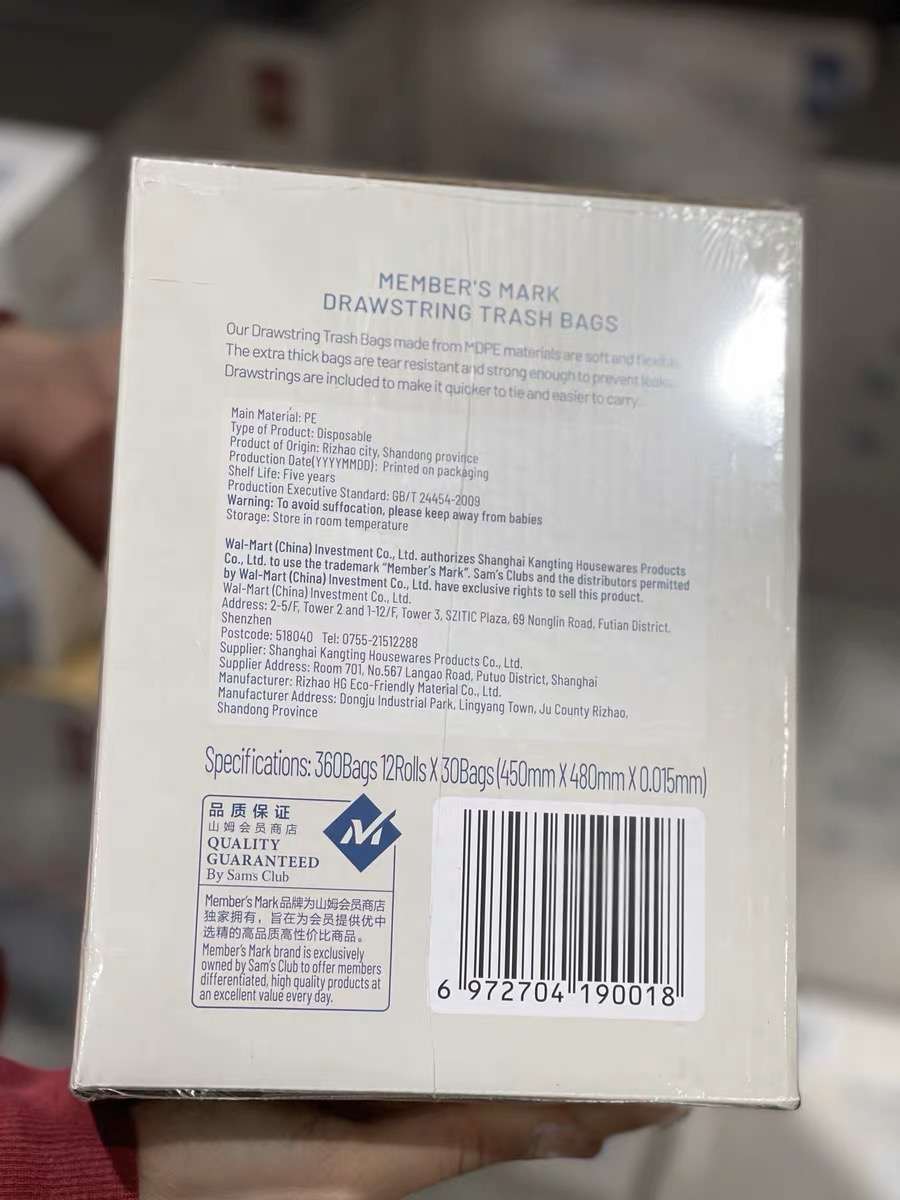 MEMBER'S MARK
DRAWSTRING TRASH BAGS
Our Drawstring Trash Bags made from MDPE materials are soft and flexible.
The extra thick bags are tear resistant and strong enough to prevent leaks.
Drawstrings are included to make it quicker to tie and easier to carry.
Main Material: PE
Type of Product: Disposable
Product of Origin: Rizhao city, Shandong province
Production Date(YYYYMMDD): Printed on packaging
Shelf Life: Five years
Production Executive Standard: GB/T 24454-2009
Warning: To avoid suffocation, please keep away from babies
Storage: Store in room temperature
Wal-Mart (China) Investment Co., Ltd. authorizes Shanghai Kangting Housewares Products
Co., Ltd. to use the trademark “Member's Mark”. Sam's Clubs and the distributors permitted
by Wal-Mart (China) Investment Co., Ltd. have exclusive rights to sell this product.
Wal-Mart (China) Investment Co., Ltd.
Address: 2-5/F, Tower 2 and 1-12/F, Tower 3, SZITIC Plaza, 69 Nonglin Road, Futian District,
Shenzhen
Postcode: 518040 Tel: 0755-21512288
Supplier: Shanghai Kangting Housewares Products Co., Ltd.
Supplier Address: Room 701, No.567 Langao Road, Putuo District, Shanghai
Manufacturer: Rizhao HG Eco-Friendly Material Co., Ltd.
Manufacturer Address: Dongju Industrial Park, Lingyang Town, Ju County Rizhao,
Shandong Province
Specifications: 360Bags 12Rolls X 30Bags(450mm X 480mm X 0.015mm)
品质保证
山姆会员商店
QUALITY
GUARANTEED
By Sam's Club
M
Member's Mark品牌为山姆会员商店
独家拥有，旨在为会员提供优中
选精的高品质高性价比商品。
Member's Mark brand is exclusively
owned by Sam's Club to offer members
differentiated, high quality products at
an excellent value every day.
6 972704 190018